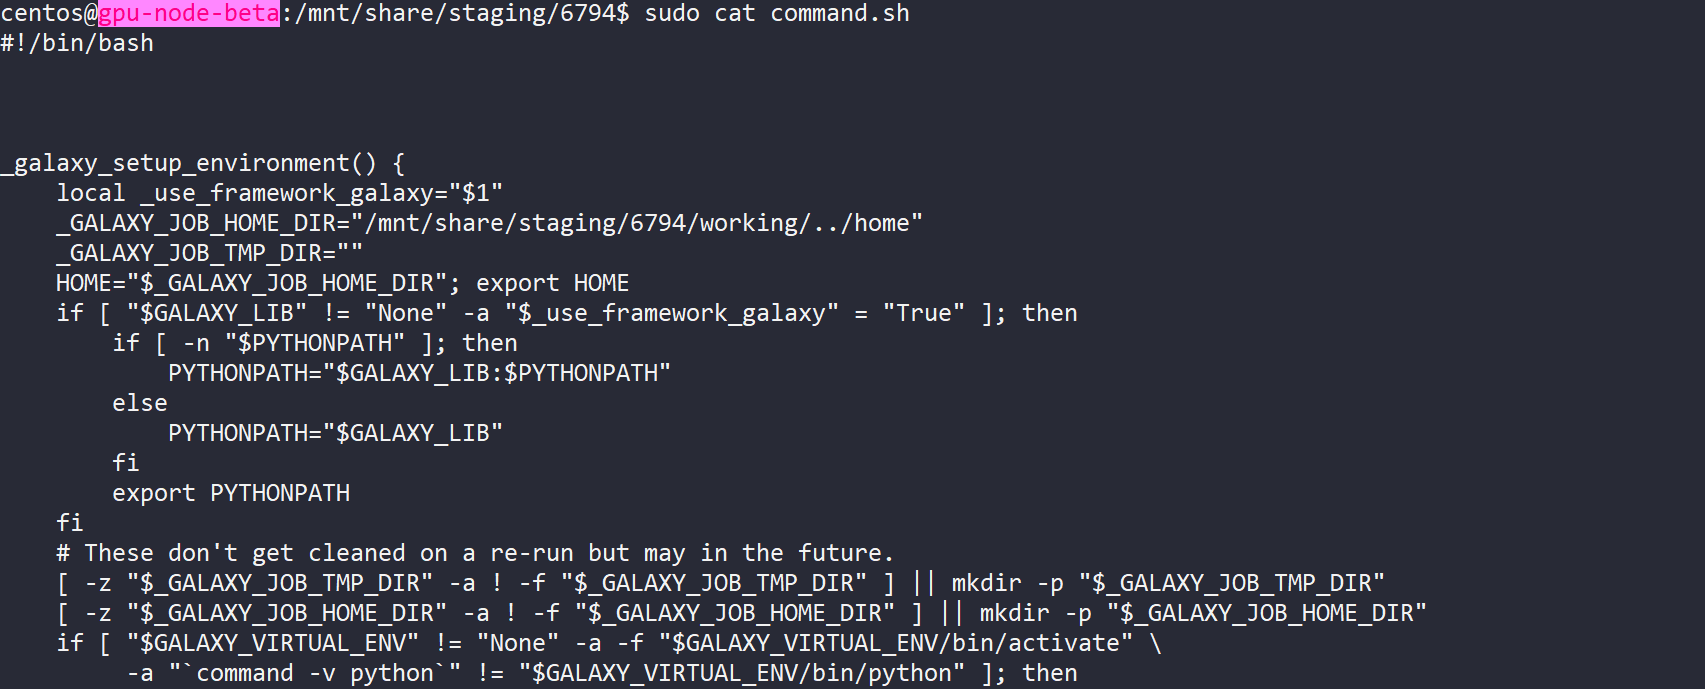 centos@gpu-node-beta:/mnt/share/staging/6794$ sudo cat command.sh
#!/bin/bash
_galaxy_setup_environment() {
    local _use_framework_galaxy="$1"
    _GALAXY_JOB_HOME_DIR="/mnt/share/staging/6794/working/../home"
    _GALAXY_JOB_TMP_DIR=""
    HOME="$_GALAXY_JOB_HOME_DIR"; export HOME
    if [ "$GALAXY_LIB" != "None" -a "$_use_framework_galaxy" = "True" ]; then
        if [ -n "$PYTHONPATH" ]; then
            PYTHONPATH="$GALAXY_LIB:$PYTHONPATH"
        else
            PYTHONPATH="$GALAXY_LIB"
        fi
        export PYTHONPATH
    fi
    # These don't get cleaned on a re-run but may in the future.
    [ -z "$_GALAXY_JOB_TMP_DIR" -a ! -f "$_GALAXY_JOB_TMP_DIR" ] || mkdir -p "$_GALAXY_JOB_TMP_DIR"
    [ -z "$_GALAXY_JOB_HOME_DIR" -a ! -f "$_GALAXY_JOB_HOME_DIR" ] || mkdir -p "$_GALAXY_JOB_HOME_DIR"
    if [ "$GALAXY_VIRTUAL_ENV" != "None" -a -f "$GALAXY_VIRTUAL_ENV/bin/activate" \
         -a "`command -v python`" != "$GALAXY_VIRTUAL_ENV/bin/python" ]; then